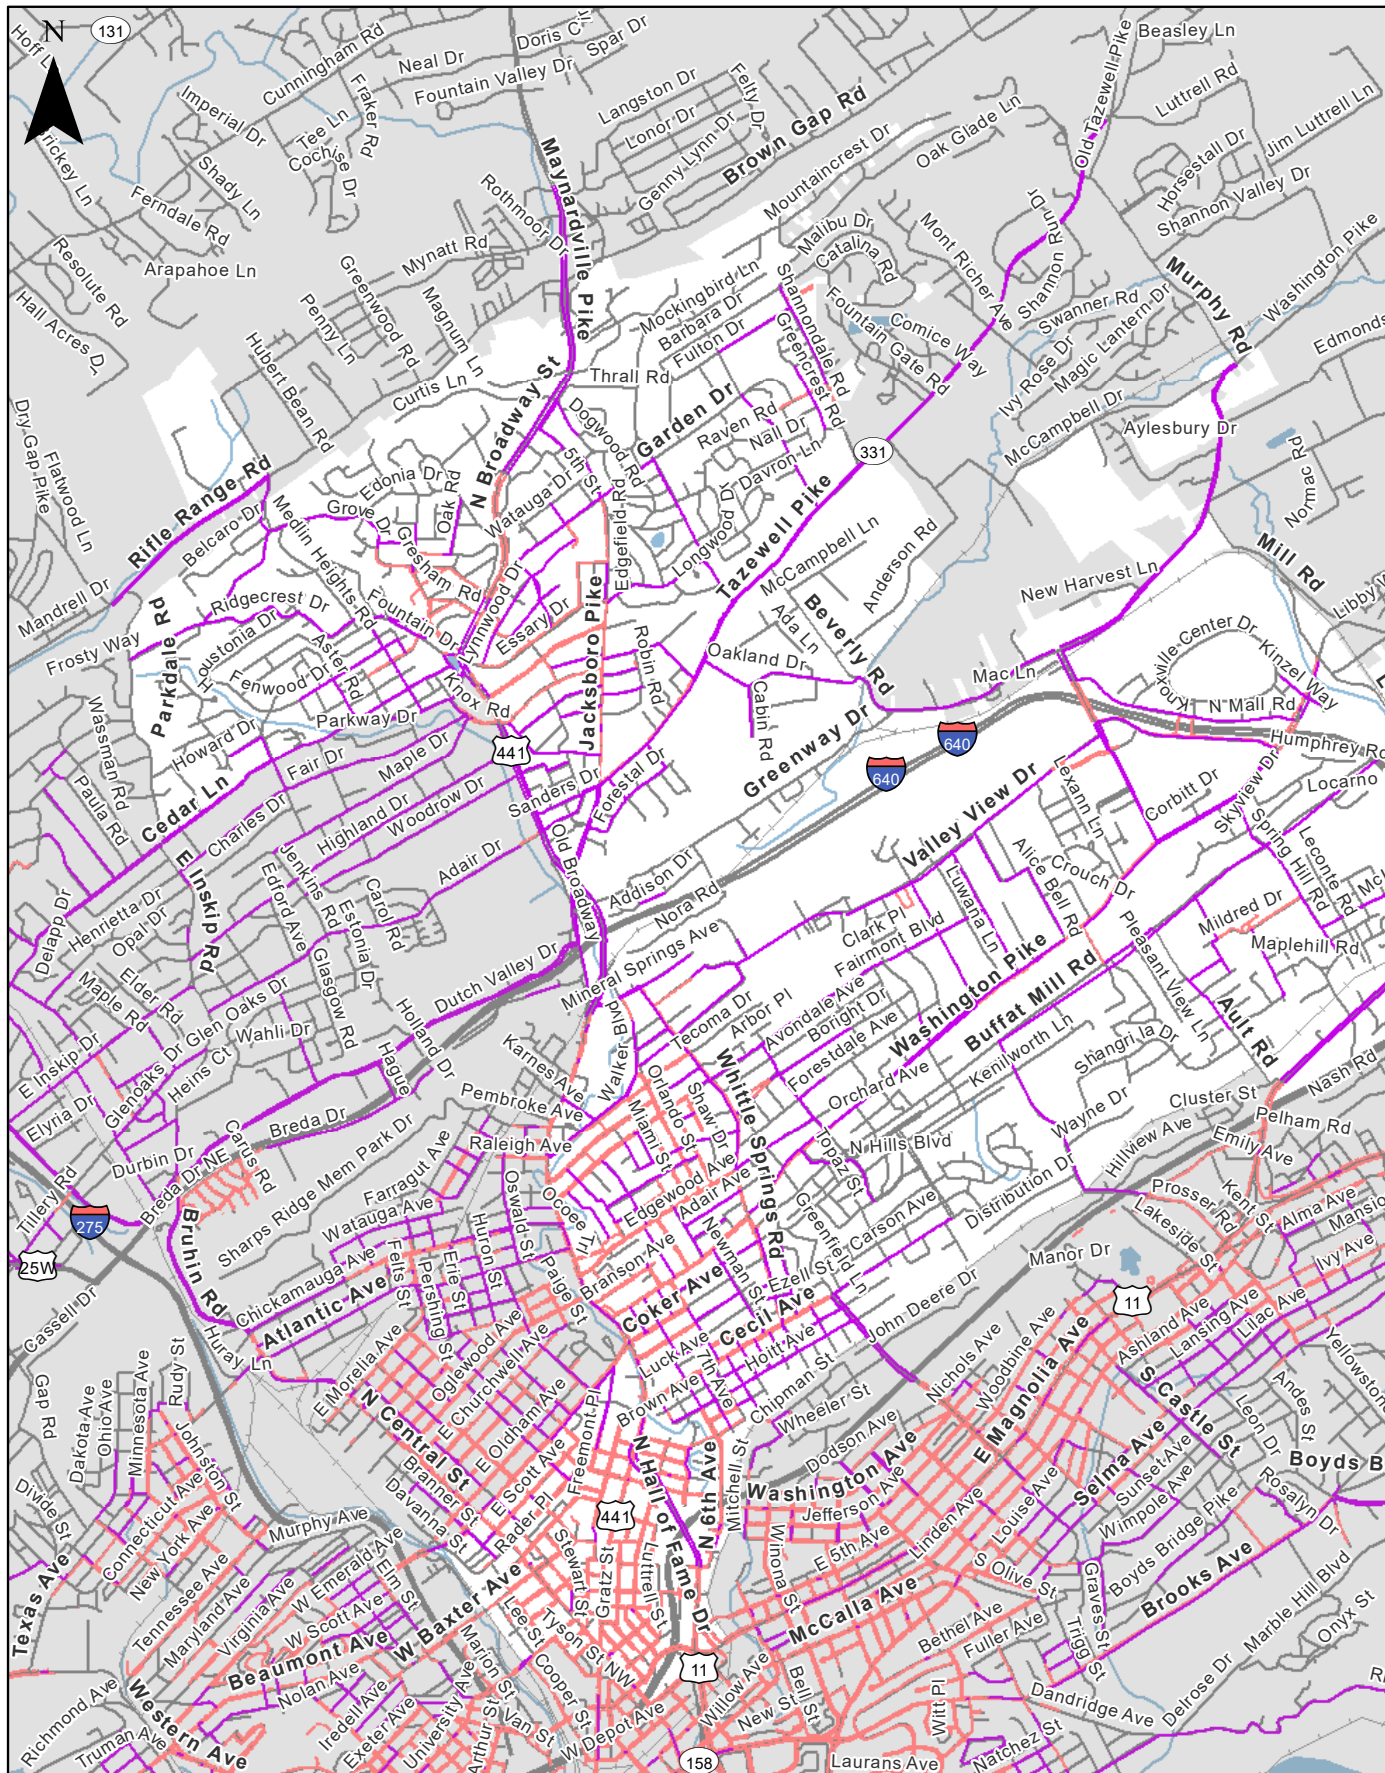 N
131
Hoff L
Cunningham Rd
Neal Dr
Doris C
Spar Dr
Fountain Valley Dr
Beasley Ln
Old Tazewell Pike
Luttrell Rd
Jim Luttrell Ln
Imperial Dr
Tee Ln
Fraker Rd
Cochise Dr
Langston Dr
Felty Dr
Lonor Dr
Genny Lynn Dr
Brown Gap Rd
Mountaincrest Dr
Oak Glade Ln
Horsestall Dr
Shannon Valley Dr
Brickey Ln
Shady Ln
Ferndale Rd
Maynardville Pike
Rothmoor Dr
Mynatt Rd
Malibu Dr
Catalina Rd
Mont Richer Ave
Shannon Run Dr
Washington Pike
Resolute Rd
Arapahoe Ln
Greenwood Rd
Magnum Ln
Penny Ln
Hall Acres D
Hubert Bean Rd
Curtis Ln
Mockingbird Ln
Barbara Dr
Fulton Dr
Shannondale Rd
Greencrest Rd
Fountain Gate Rd
Comice Way
Swanner Rd
Magic Lantern Dr
Ivy Rose Dr
Murphy Rd
Edmonds
Thrall Rd
N Broadway St
Dogwood Rd
Garden Dr
Raven Rd
Nall Dr
Davron Ln
McCampbell Dr
Aylesbury Dr
Dry Gap Pike
Flatwood Ln
Rifle Range Rd
Edonia Dr
Oak Rd
Grove Dr
Gresham Rd
Watauga Dr
5th St
Edgefield Rd
Longwood Dr
331
Normac Rd
Belcaro Dr
Medlin Heights Rd
Tazewell Pike
McCampbell Ln
Anderson Rd
Mill Rd
New Harvest Ln
Libby W
Mandrell Dr
Frosty Way
Parkdale Rd
Ridgecrest Dr
Houstonia Dr
Fenwood Dr
Aster Rd
Fountain Dr
Lynnwood Dr
Essary Dr
Jacksboro Pike
Robin Rd
Ada Ln
Beverly Rd
Oakland Dr
Cabin Rd
Mac Ln
Knoxville Center Dr
Kinzel Way
N Mall Rd
Humphrey Rd
Wassman Rd
Howard Dr
Parkway Dr
Knox Rd
441
Greenway Dr
640
640
Paula Rd
Cedar Ln
Fair Dr
Maple Dr
Charles Dr
Highland Dr
Woodrow Dr
Sanders Dr
Forestal Dr
Valley View Dr
Lexann Ln
Corbitt Dr
Skyview Dr
Locarno
Old Broadway
Adair Dr
E Inskip Rd
Jenkins Rd
Edford Ave
Estonia Dr
Carol Rd
Addison Dr
Nora Rd
Alice Bell Rd
Crouch Dr
Spring Hill Rd
Leconte Rd
Mildred Dr
Maplehill Rd
Delapp Dr
Henrietta Dr
Opal Dr
Elder Rd
Maple Rd
Glasgow Rd
Dutch Valley Dr
Mineral Springs Ave
Clark Pl
Fairmont Blvd
Luwana Ln
Washington Pike
Pleasant View Ln
Buffat Mill Rd
Ault Rd
Glen Oaks Dr
Wahli Dr
Holland Dr
Hague
Karnes Ave
Walker Blvd
Tecoma Dr
Arbor Pl
Avondale Ave
Boright Dr
Forestdale Ave
Kenilworth Ln
Shangri la Dr
Nash Rd
E Inskip Dr
Elyria Dr
Glenoaks Dr
Heins Ct
Breda Dr
Pembroke Ave
Raleigh Ave
Orlando St
Miami St
Shaw Dr
Whittle Springs Rd
Orchard Ave
Topaz St
N Hills Blvd
Wayne Dr
Hillview Ave
Cluster St
Pelham Rd
Emily Ave
Durbin Dr
Breda Dr NE
Carus Rd
Sharps Ridge Mem Park Dr
Farragut Ave
Watauga Ave
Oswald St
Ocoee Trl
Edgewood Ave
Adair Ave
Greenfield Ln
Carson Ave
Distribution Dr
Prosser Rd
Lakeside St
Kent St
Alma Ave
Mansio
Tillery Rd
275
25W
Bruhin Rd
Chickamauga Ave
Atlantic Ave
Felts St
Pershing St
Erie St
Huron St
Paige St
Branson Ave
Newman St
Coker Ave
Ezell St
Cecil Ave
John Deere Dr
Manor Dr
11
Ivy Ave
Cassell Dr
Huray Ln
Gap Rd
Dakota Ave
Ohio Ave
Minnesota Ave
Rudy St
Johnston St
E Morelia Ave
Oglewood Ave
E Churchwell Ave
N Central St
E Oldham Ave
Luck Ave
7th Ave
Hoitt Ave
Brown Ave
Chipman St
Wheeler St
Nichols Ave
Woodbine Ave
E Magnolia Ave
Ashland Ave
Lansing Ave
Lilac Ave
Yellowstone
S Castle St
Andes St
Leon Dr
Boyds B
Branner St
Davanna St
E Scott Ave
Freemont Pl
N Hall of Fame Dr
N 6th Ave
Mitchell St
Dodson Ave
Washington Ave
Jefferson Ave
Selma Ave
Sunset Ave
Wimpole Ave
Rosalyn Dr
Divide St
Texas Ave
Connecticut Ave
New York Ave
Murphy Ave
Rader Pl
441
Stewart St
Gratz St
Luttrell St
Winona St
E 5th Ave
Linden Ave
Louise Ave
S Olive St
Boyds Bridge Pike
Brooks Ave
Graves St
Trigg St
Marble Hill Blvd
Onyx St
Tennessee Ave
Maryland Ave
Virginia Ave
W Emerald Ave
Elm St
W Scott Ave
Beaumont Ave
W Baxter Ave
Lee St
Tyson St NW
McCalla Ave
Bethel Ave
Fuller Ave
11
Richmond Ave
Western Ave
Truman Ave
Nolan Ave
Iredell Ave
Exeter Ave
University Ave
Marion St
Arthur St
Van St
Cooper St
W Depot Ave
Willow Ave
New St
Bell St
Witt Pl
Dandridge Ave
Delrose Dr
Natchez St
Laurans Ave
158